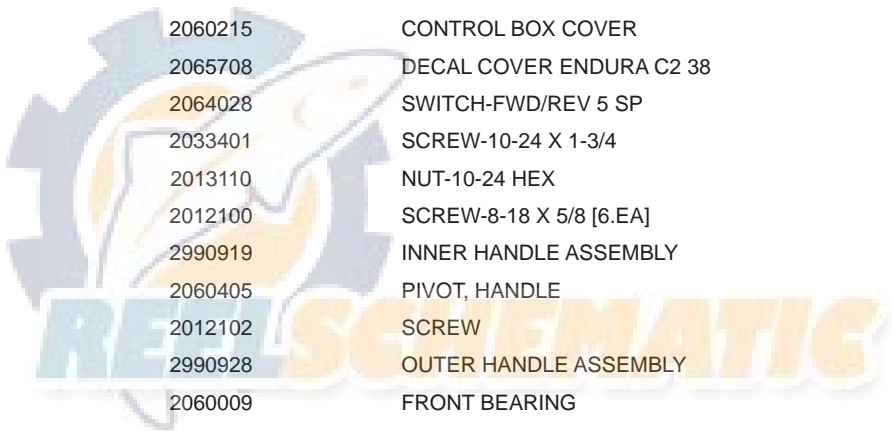 2060215 CONTROL BOX COVER
2065708 DECAL COVER ENDURA C2 38
2064028 SWITCH-FWD/REV 5 SP
2033401 SCREW-10-24 X 1-3/4
2013110 NUT-10-24 HEX
2012100 SCREW-8-18 X 5/8 [6.EA]
2990919 INNER HANDLE ASSEMBLY
2060405 PIVOT, HANDLE
2012102 SCREW
2990928 OUTER HANDLE ASSEMBLY
2060009 FRONT BEARING
REELSCHEMATIC